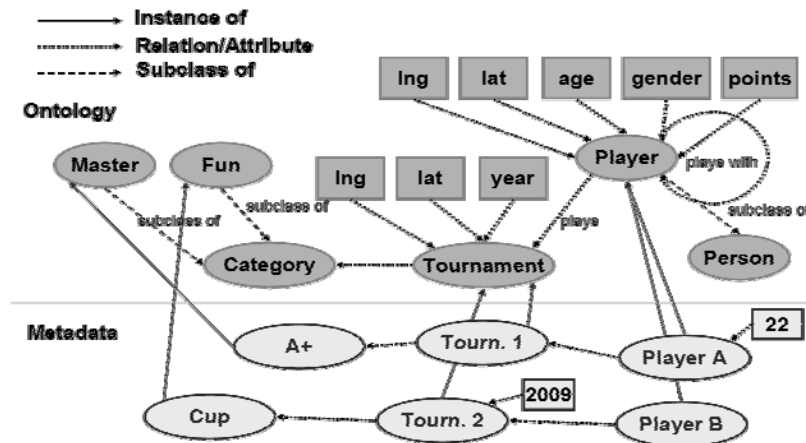 Instance of
Relation/Attribute
Subclass of
lng lat age gender points
Ontology
Master Fun Player
lng lat year
plays with
subclass of subclass of plays subclass of
Category Tournament Person
Metadata
22
A+ Tourn. 1 Player A
2009
Cup Tourn. 2 Player B